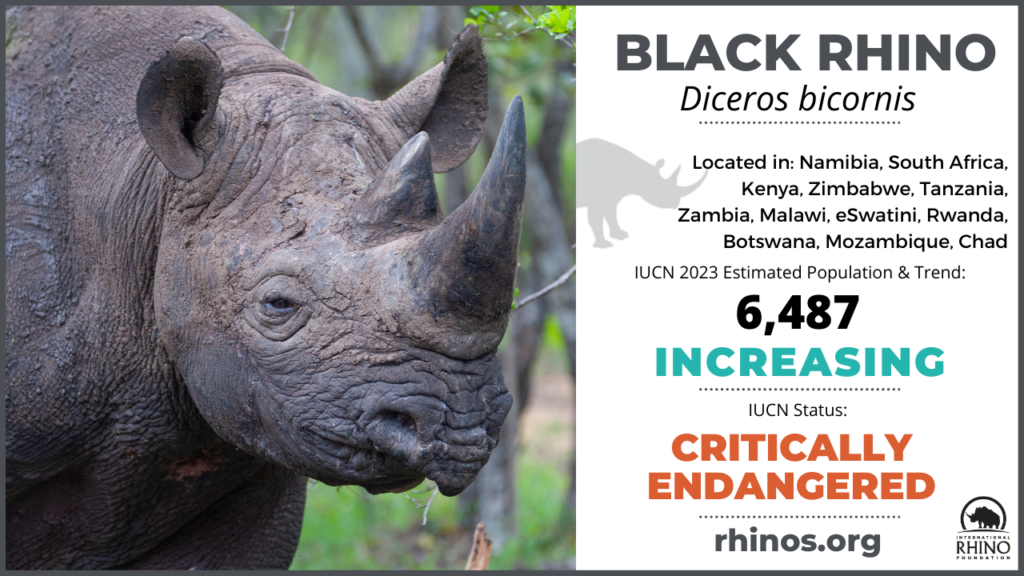 BLACK RHINO
Diceros bicornis
Located in: Namibia, South Africa,
Kenya, Zimbabwe, Tanzania,
Zambia, Malawi, eSwatini, Rwanda,
Botswana, Mozambique, Chad
IUCN 2023 Estimated Population & Trend:
6,487
INCREASING
IUCN Status:
CRITICALLY
ENDANGERED
rhinos.org
INTERNATIONAL
RHINO
FOUNDATION